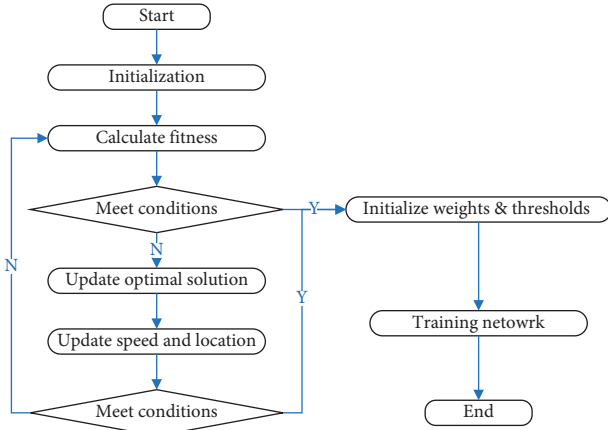 Start
Initialization
Calculate fitness
Meet conditions
Y
Initialize weights & thresholds
N
N
Update optimal solution
Y
Update speed and location
Training netowrk
Meet conditions
End